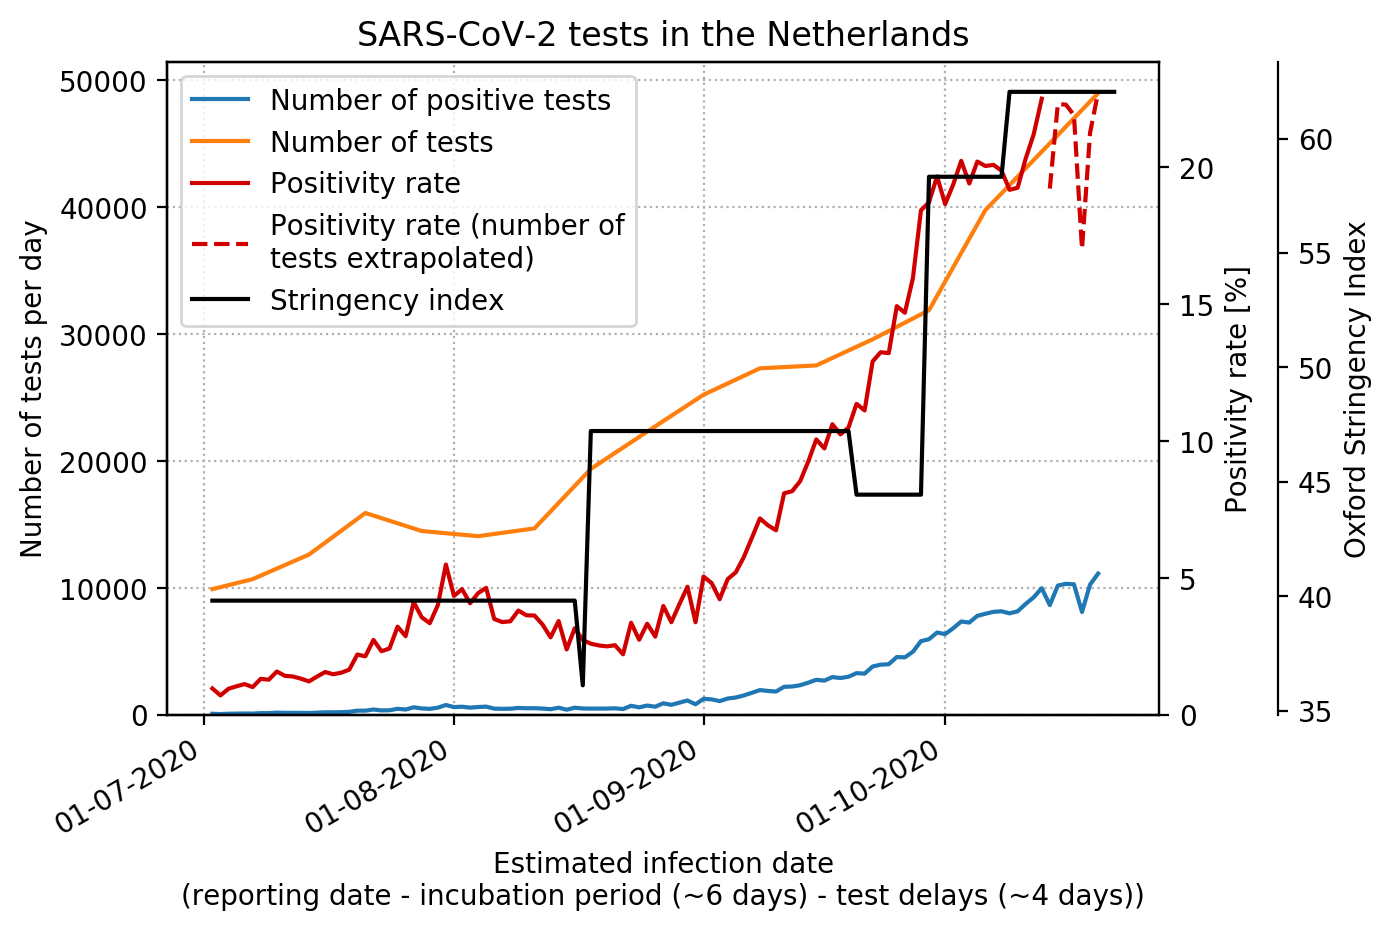 SARS-CoV-2 tests in the Netherlands
50000
40000
30000
20000
10000
0
Number of tests per day
Number of positive tests
Number of tests
Positivity rate
Positivity rate (number of
tests extrapolated)
Stringency index
20
15
10
5
0
Positivity rate [%]
60
55
50
45
40
35
Oxford Stringency Index
01-07-2020
01-08-2020
01-09-2020
01-10-2020
Estimated infection date
(reporting date - incubation period (~6 days) - test delays (~4 days))